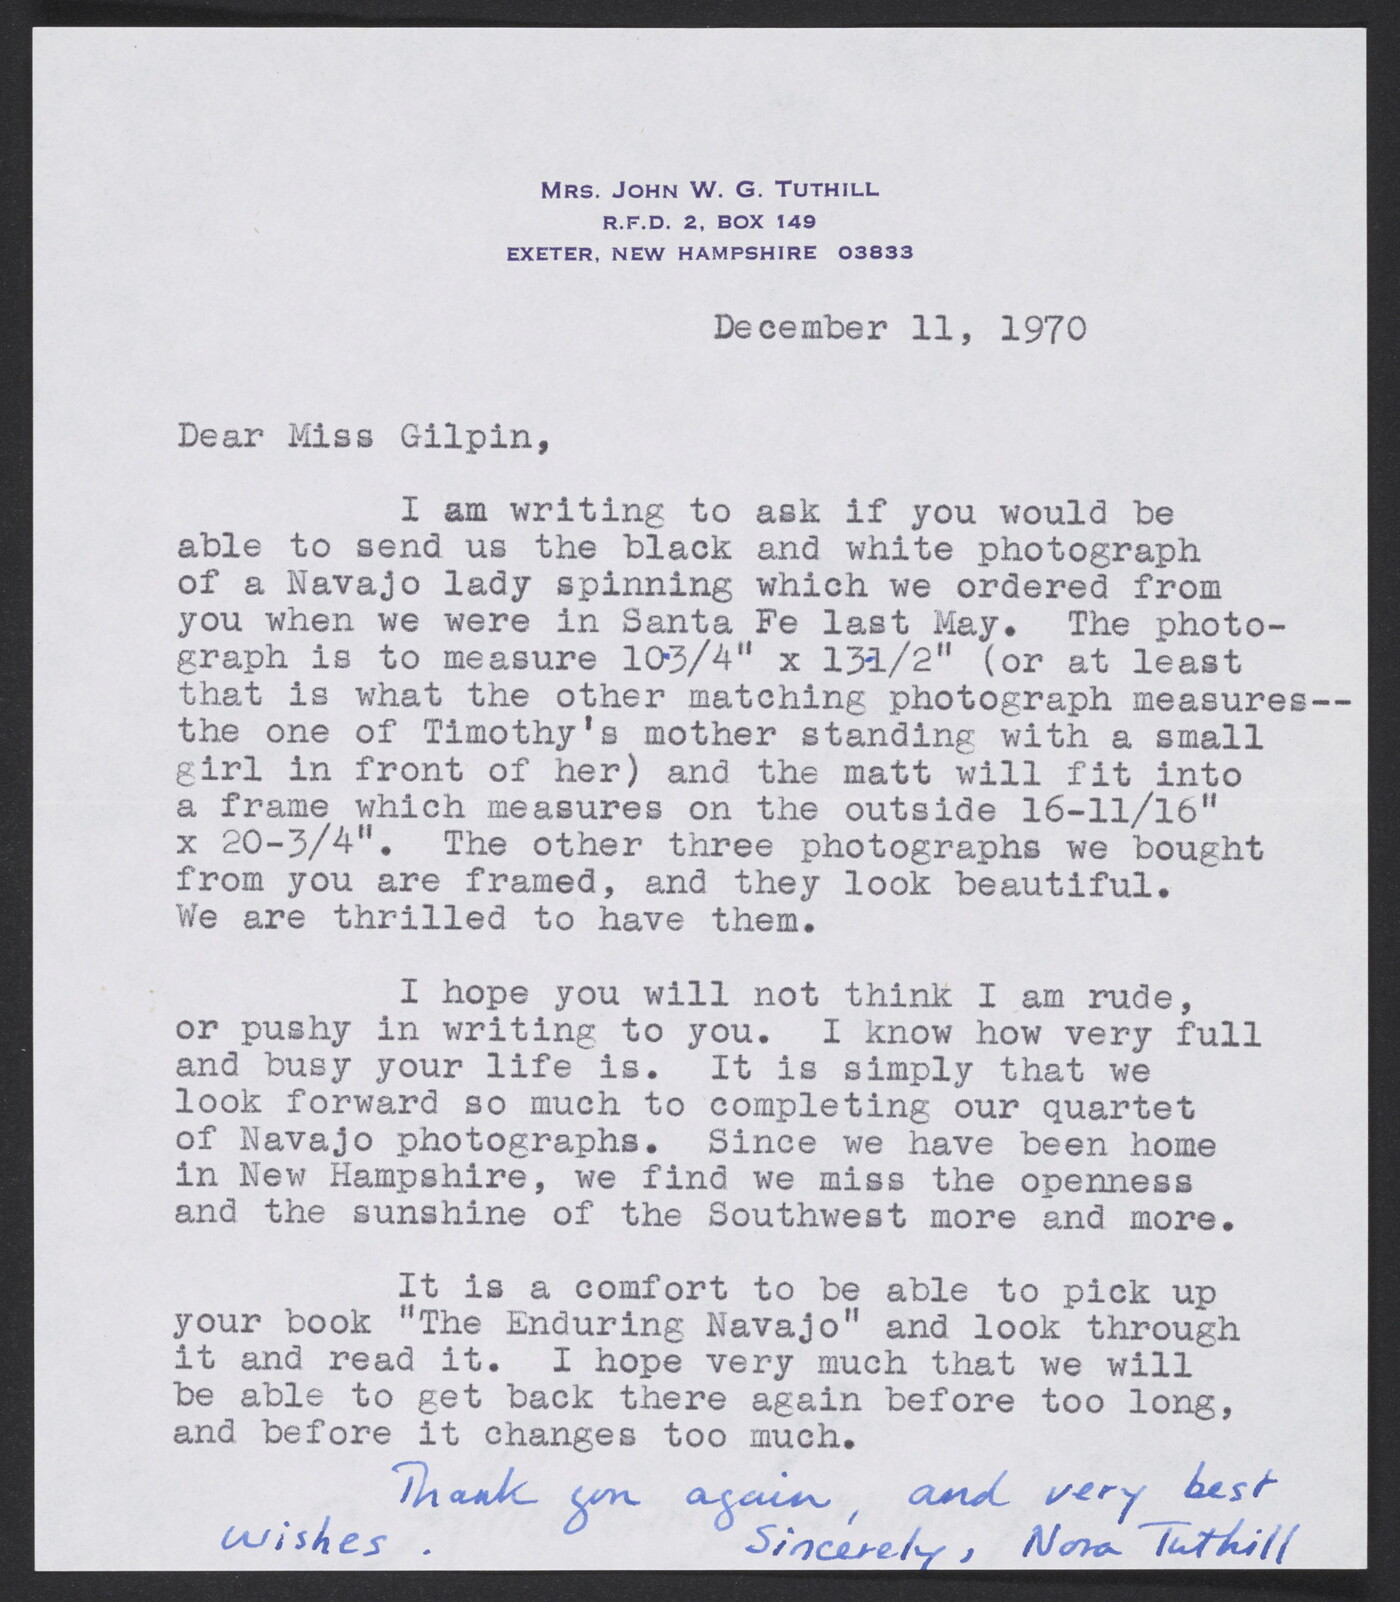 MRS. JOHN W. G. TUTHILL
R.F.D. 2, BOX 149
EXETER, NEW HAMPSHIRE 03833
December 11, 1970
Dear Miss Gilpin,
I am writing to ask if you would be
able to send us the black and white photograph
of a Navajo lady spinning which we ordered from
you when we were in Santa Fe last May. The photo-
graph is to measure 10-3/4" x 13-1/2" (or at least
that is what the other matching photograph measures--
the one of Timothy's mother standing with a small
girl in front of her) and the matt will fit into
a frame which measures on the outside 16-11/16"
x 20-3/4". The other three photographs we bought
from you are framed, and they look beautiful.
We are thrilled to have them.
I hope you will not think I am rude,
or pushy in writing to you. I know how very full
and busy your life is. It is simply that we
look forward so much to completing our quartet
of Navajo photographs. Since we have been home
in New Hampshire, we find we miss the openness
and the sunshine of the Southwest more and more.
It is a comfort to be able to pick up
your book "The Enduring Navajo" and look through
it and read it. I hope very much that we will
be able to get back there again before too long,
and before it changes too much.
Thank you again, and very best
wishes. Sincerely, Nora Tuthill